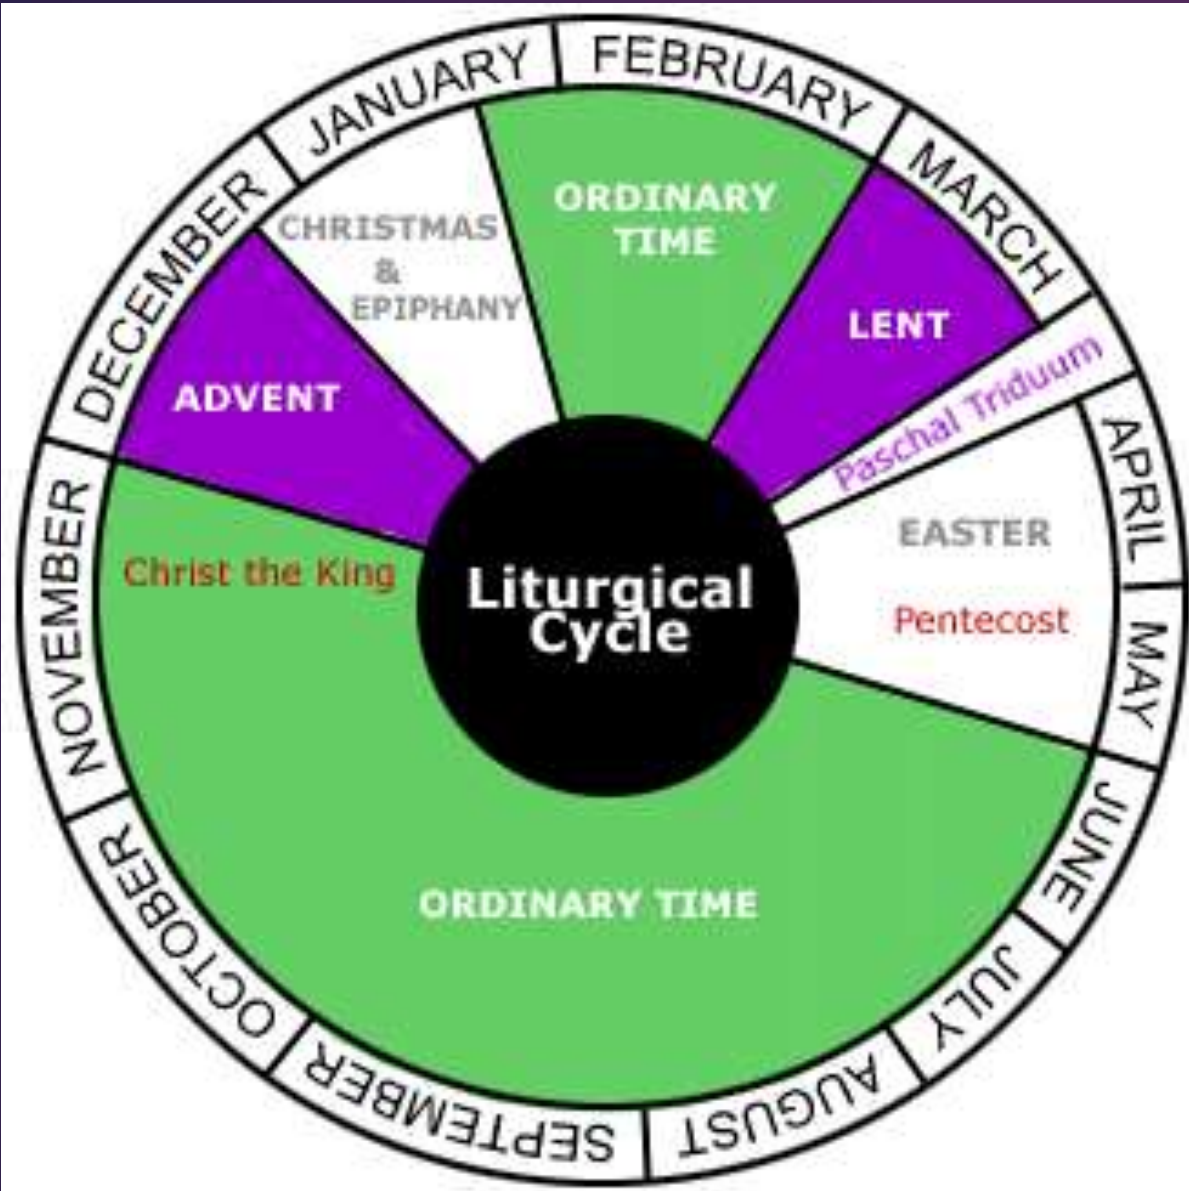 JANUARY
FEBRUARY
MARCH
APRIL
MAY
JUNE
JULY
AUGUST
SEPTEMBER
OCTOBER
NOVEMBER
DECEMBER
CHRISTMAS
&
EPIPHANY
ORDINARY
TIME
LENT
Paschal Triduum
EASTER
Pentecost
ORDINARY TIME
Christ the King
ADVENT
Liturgical
Cycle